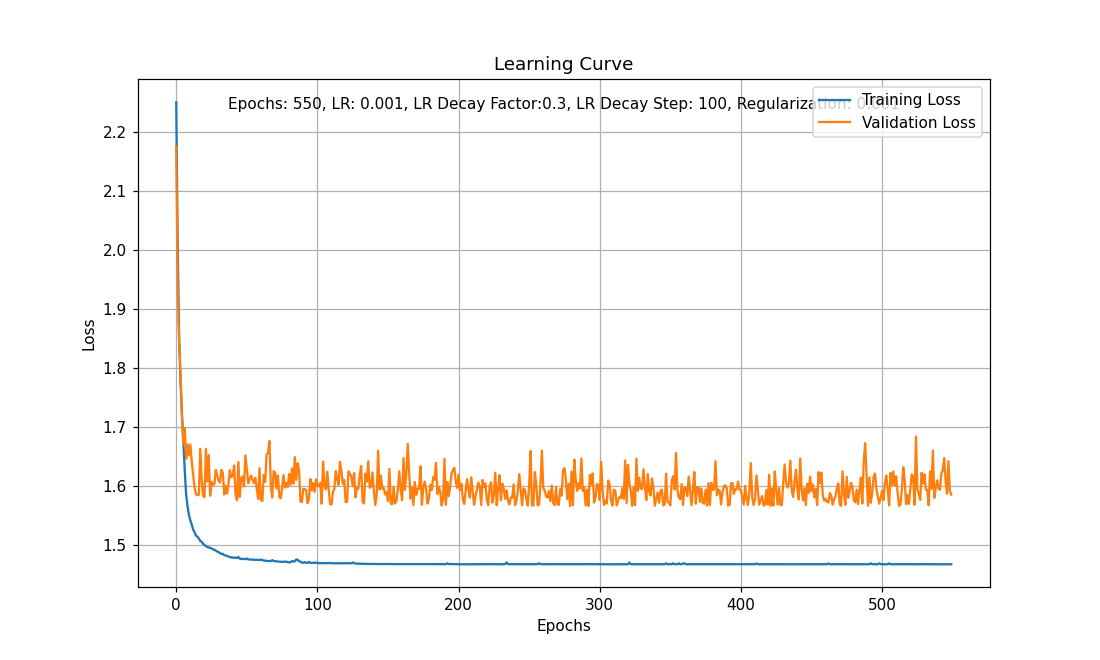 Learning Curve
Epochs: 550, LR: 0.001, LR Decay Factor:0.3, LR Decay Step: 100, Regularization: 0.001
Training Loss
Validation Loss
2.2
2.1
2.0
1.9
1.8
1.7
1.6
1.5
Loss
0
100
200
300
400
500
Epochs